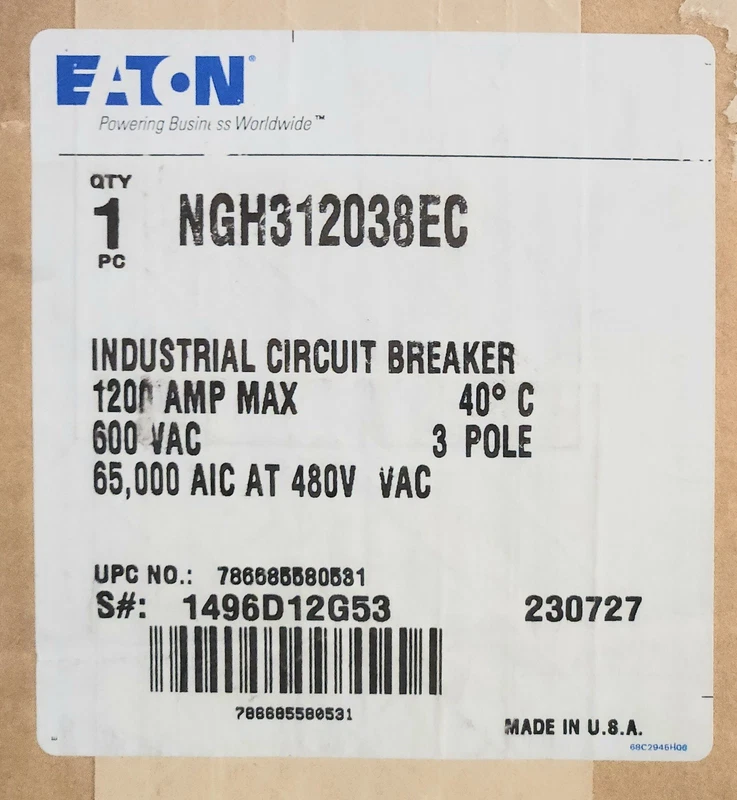 EATON®
Powering Business Worldwide™
QTY
1 NGH312038EC
PC
INDUSTRIAL CIRCUIT BREAKER
1200 AMP MAX 40° C
600 VAC 3 POLE
65,000 AIC AT 480V VAC
UPC NO.: 786685580531
S#: 1496D12G53 230727
786685580531
MADE IN U.S.A.
68C2946H06